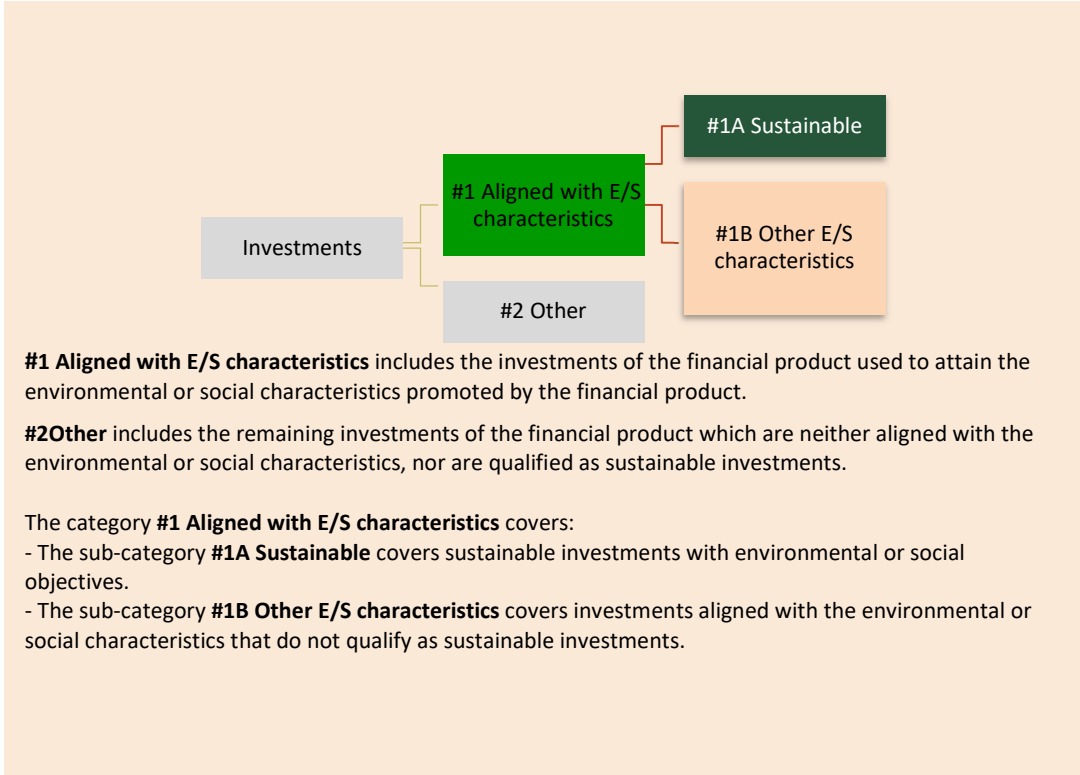 #1A Sustainable
#1 Aligned with E/S
characteristics
#1B Other E/S
characteristics
Investments
#2 Other
#1 Aligned with E/S characteristics includes the investments of the financial product used to attain the
environmental or social characteristics promoted by the financial product.
#2Other includes the remaining investments of the financial product which are neither aligned with the
environmental or social characteristics, nor are qualified as sustainable investments.
The category #1 Aligned with E/S characteristics covers:
- The sub-category #1A Sustainable covers sustainable investments with environmental or social
objectives.
- The sub-category #1B Other E/S characteristics covers investments aligned with the environmental or
social characteristics that do not qualify as sustainable investments.